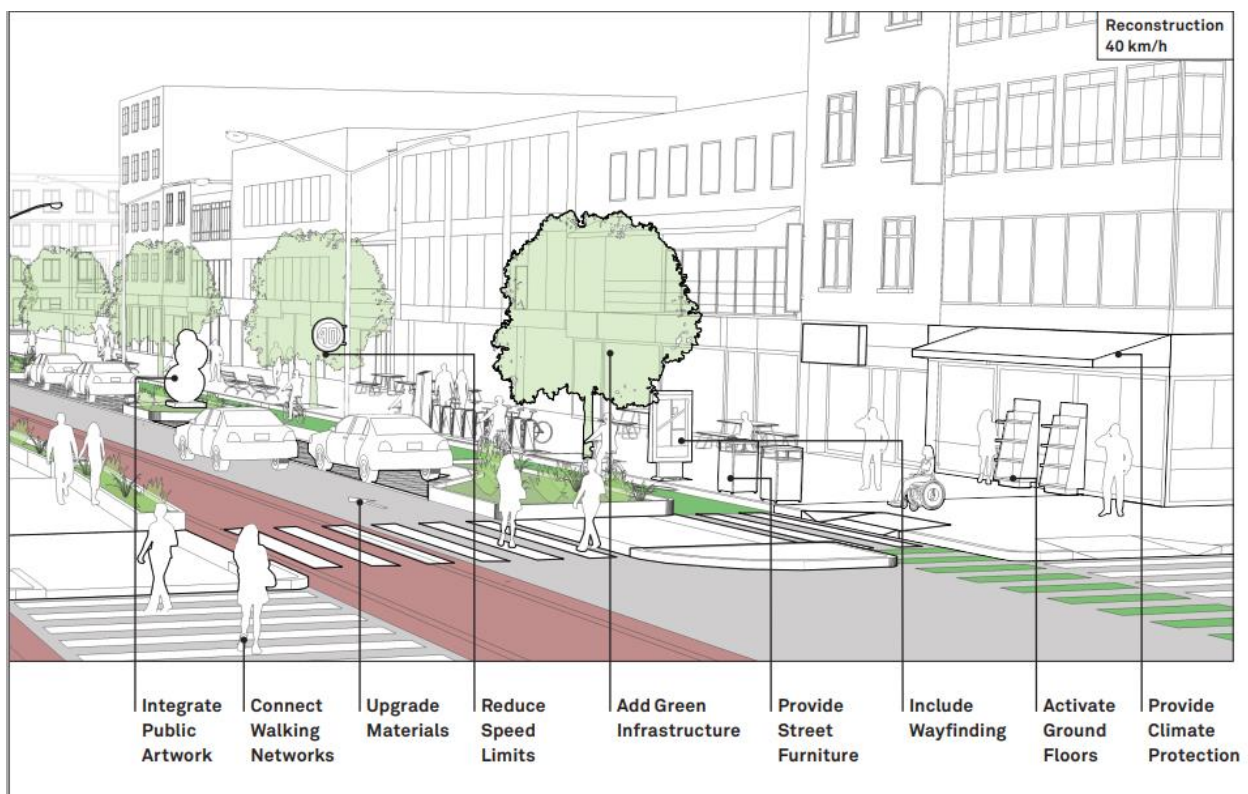 Reconstruction
40 km/h
40
Integrate
Public
Artwork
Connect
Walking
Networks
Upgrade
Materials
Reduce
Speed
Limits
Add Green
Infrastructure
Provide
Street
Furniture
Include
Wayfinding
Activate
Ground
Floors
Provide
Climate
Protection